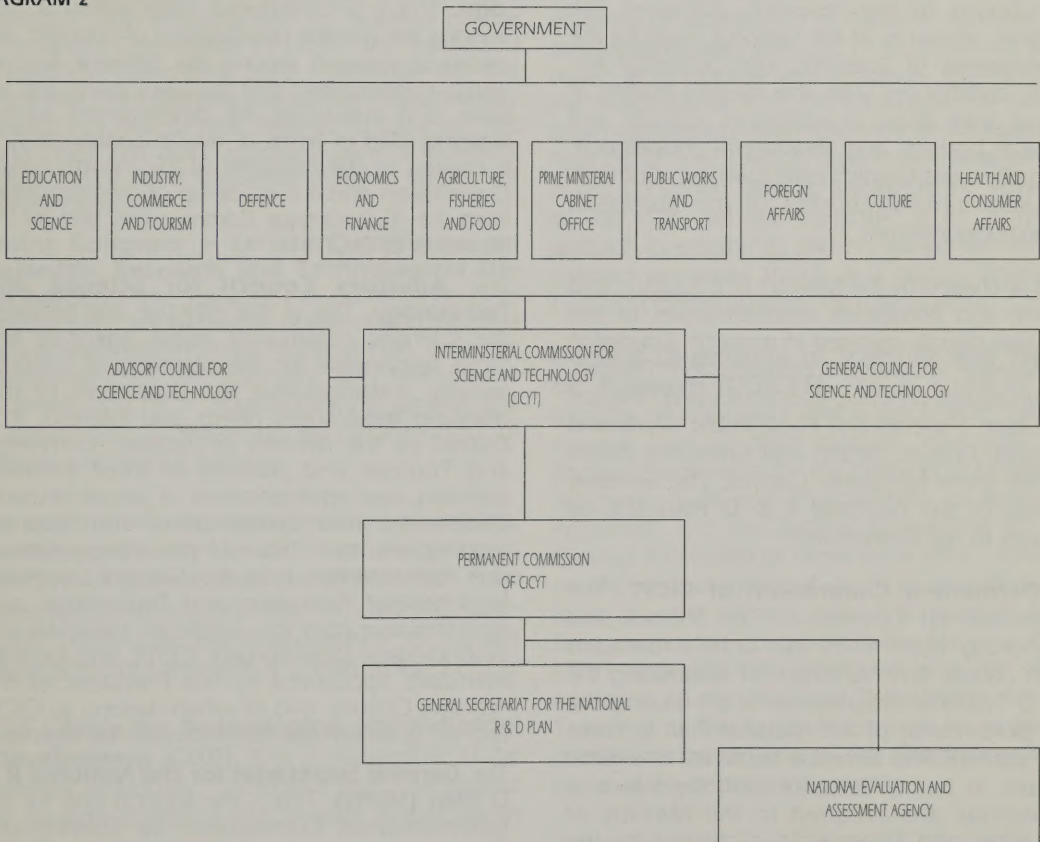 AGRAM 2
GOVERNMENT
EDUCATION
AND
SCIENCE
INDUSTRY,
COMMERCE
AND TOURISM
DEFENCE
ECONOMICS
AND
FINANCE
AGRICULTURE,
FISHERIES
AND FOOD
PRIME MINISTERIAL
CABINET
OFFICE
PUBLIC WORKS
AND
TRANSPORT
FOREIGN
AFFAIRS
CULTURE
HEALTH AND
CONSUMER
AFFAIRS
ADVISORY COUNCIL FOR
SCIENCE AND TECHNOLOGY
INTERMINISTERIAL COMMISSION FOR
SCIENCE AND TECHNOLOGY
(CICYT)
GENERAL COUNCIL FOR
SCIENCE AND TECHNOLOGY
PERMANENT COMMISSION
OF CICYT
GENERAL SECRETARIAT FOR THE NATIONAL
R & D PLAN
NATIONAL EVALUATION AND
ASSESSMENT AGENCY